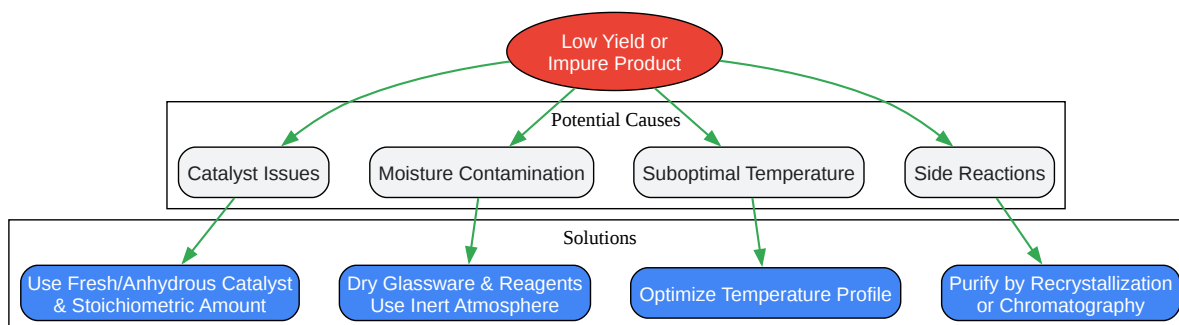 Low Yield or
Impure Product
Potential Causes
Catalyst Issues
Moisture Contamination
Suboptimal Temperature
Side Reactions
Solutions
Use Fresh/Anhydrous Catalyst
& Stoichiometric Amount
Dry Glassware & Reagents
Use Inert Atmosphere
Optimize Temperature Profile
Purify by Recrystallization
or Chromatography